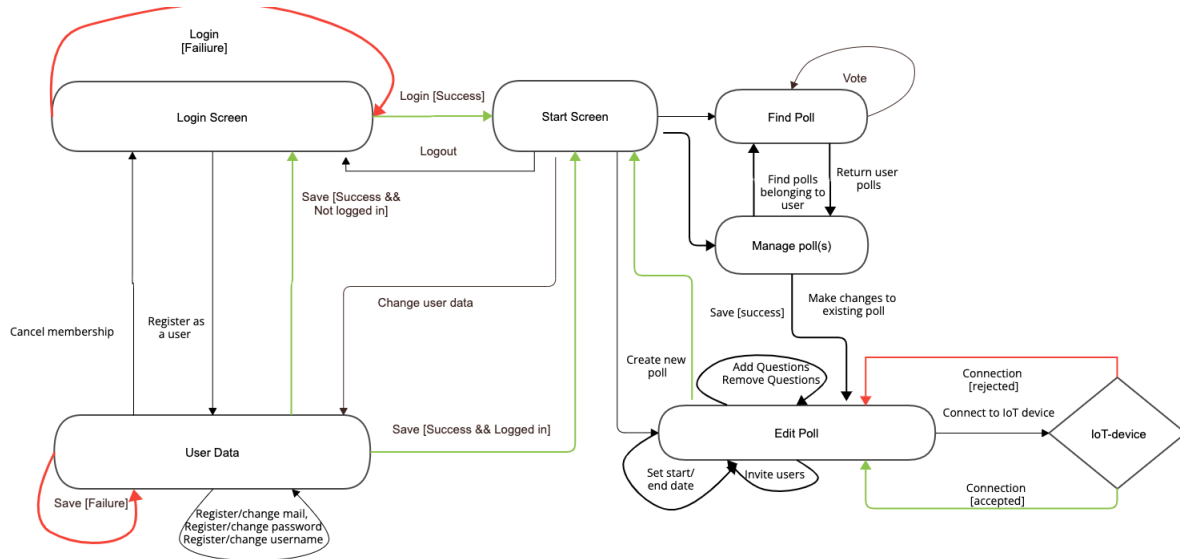 Login
[Failiure]
Login Screen
Login [Success]
Start Screen
Find Poll
Vote
Logout
Save [Success &&
Not logged in]
Find polls
belonging to
user
Return user
polls
Manage poll(s)
Change user data
Cancel membership
Register as
a user
Save [success]
Make changes to
existing poll
Create new
poll
Add Questions
Remove Questions
Connection
[rejected]
Connect to IoT device
IoT-device
Edit Poll
Save [Success && Logged in]
User Data
Set start/
end date
Invite users
Connection
[accepted]
Save [Failure]
Register/change mail,
Register/change password
Register/change username